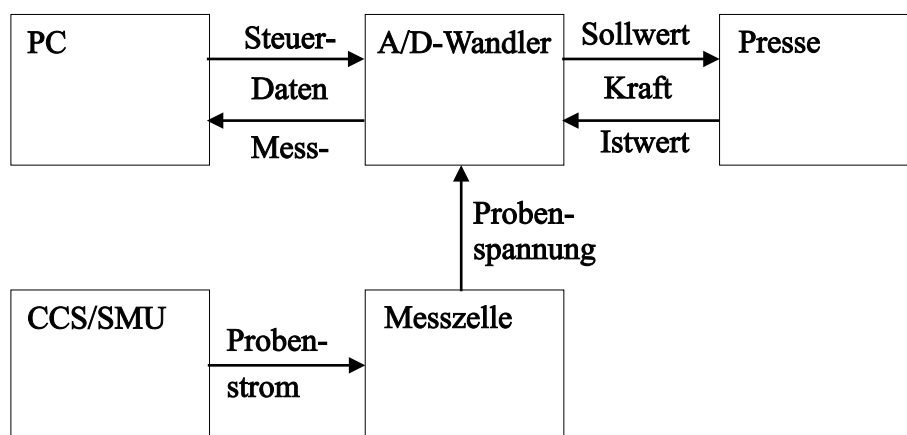 PC
Steuer-
Daten
Mess-
A/D-Wandler
Sollwert
Kraft
Istwert
Presse
Proben-
spannung
CCS/SMU
Proben-
strom
Messzelle